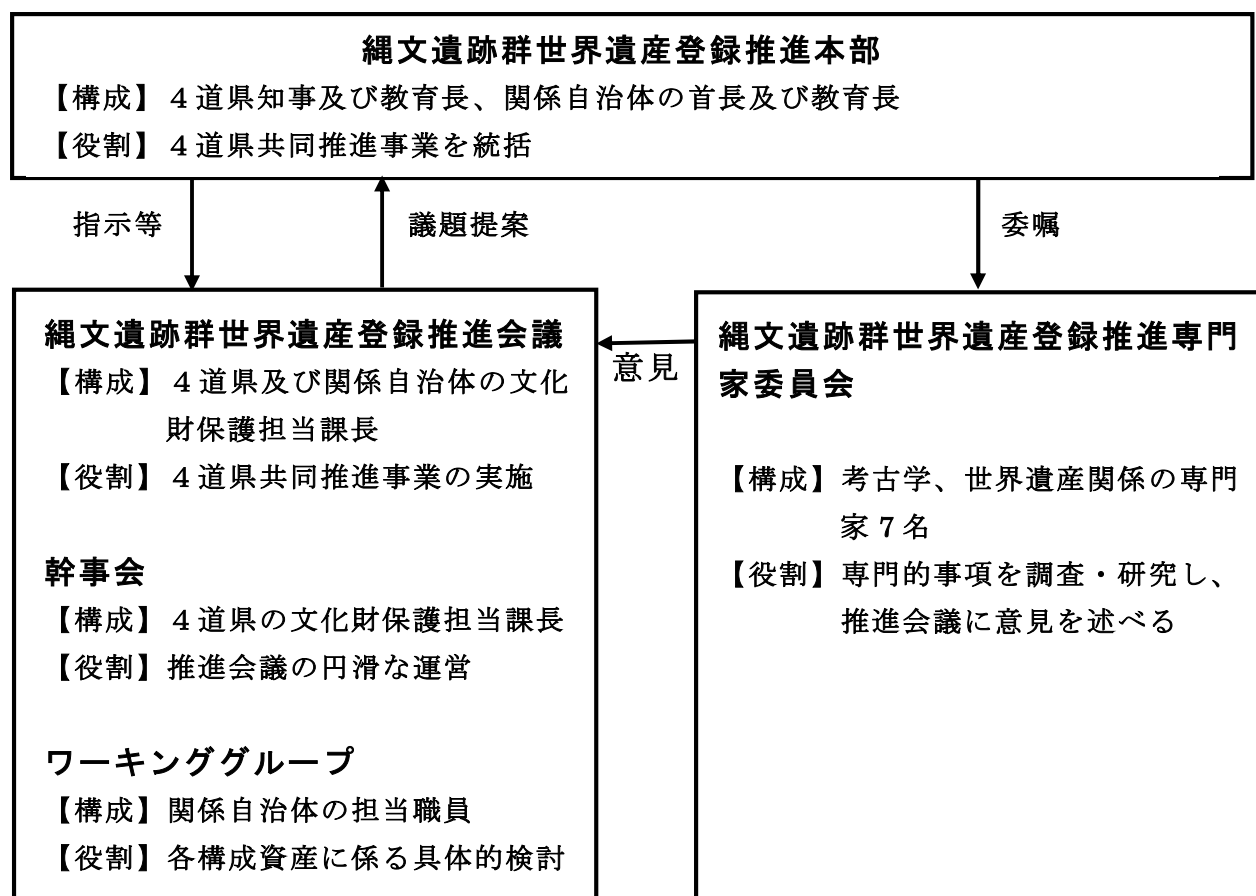 縄文遺跡群世界遺産登録推進本部
【構成】４道県知事及び教育長、関係自治体の首長及び教育長
【役割】４道県共同推進事業を統括
指示等
議題提案
委嘱
縄文遺跡群世界遺産登録推進会議
【構成】４道県及び関係自治体の文化
財保護担当課長
【役割】４道県共同推進事業の実施
幹事会
【構成】４道県の文化財保護担当課長
【役割】推進会議の円滑な運営
ワーキンググループ
【構成】関係自治体の担当職員
【役割】各構成資産に係る具体的検討
意見
縄文遺跡群世界遺産登録推進専門
家委員会
【構成】考古学、世界遺産関係の専門
家７名
【役割】専門的事項を調査・研究し、
推進会議に意見を述べる